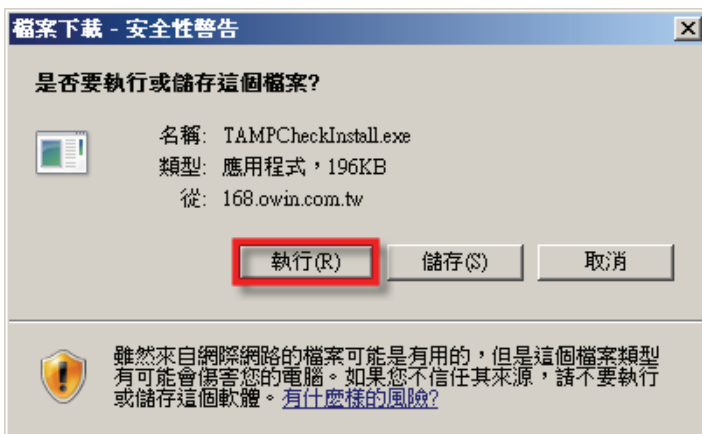 檔案下載 - 安全性警告
是否要執行或儲存這個檔案?
名稱: TAMPCheckInstall.exe
類型: 應用程式，196KB
從: 168.owin.com.tw
執行(R) 儲存(S) 取消
雖然來自網際網路的檔案可能是有用的，但是這個檔案類型
有可能會傷害您的電腦。如果您不信任其來源，請不要執行
或儲存這個軟體。有什麼樣的風險?